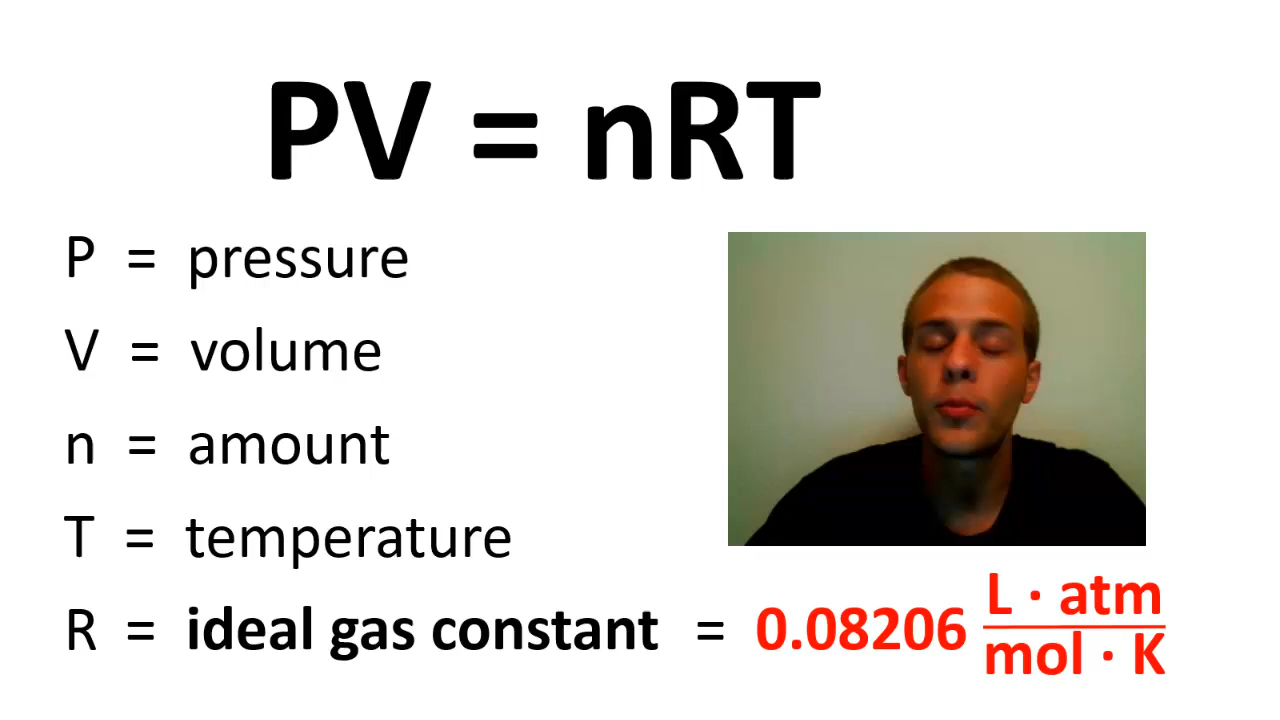 PV = nRT
P = pressure
V = volume
n = amount
T = temperature
R = ideal gas constant = 0.08206 L · atm / mol · K